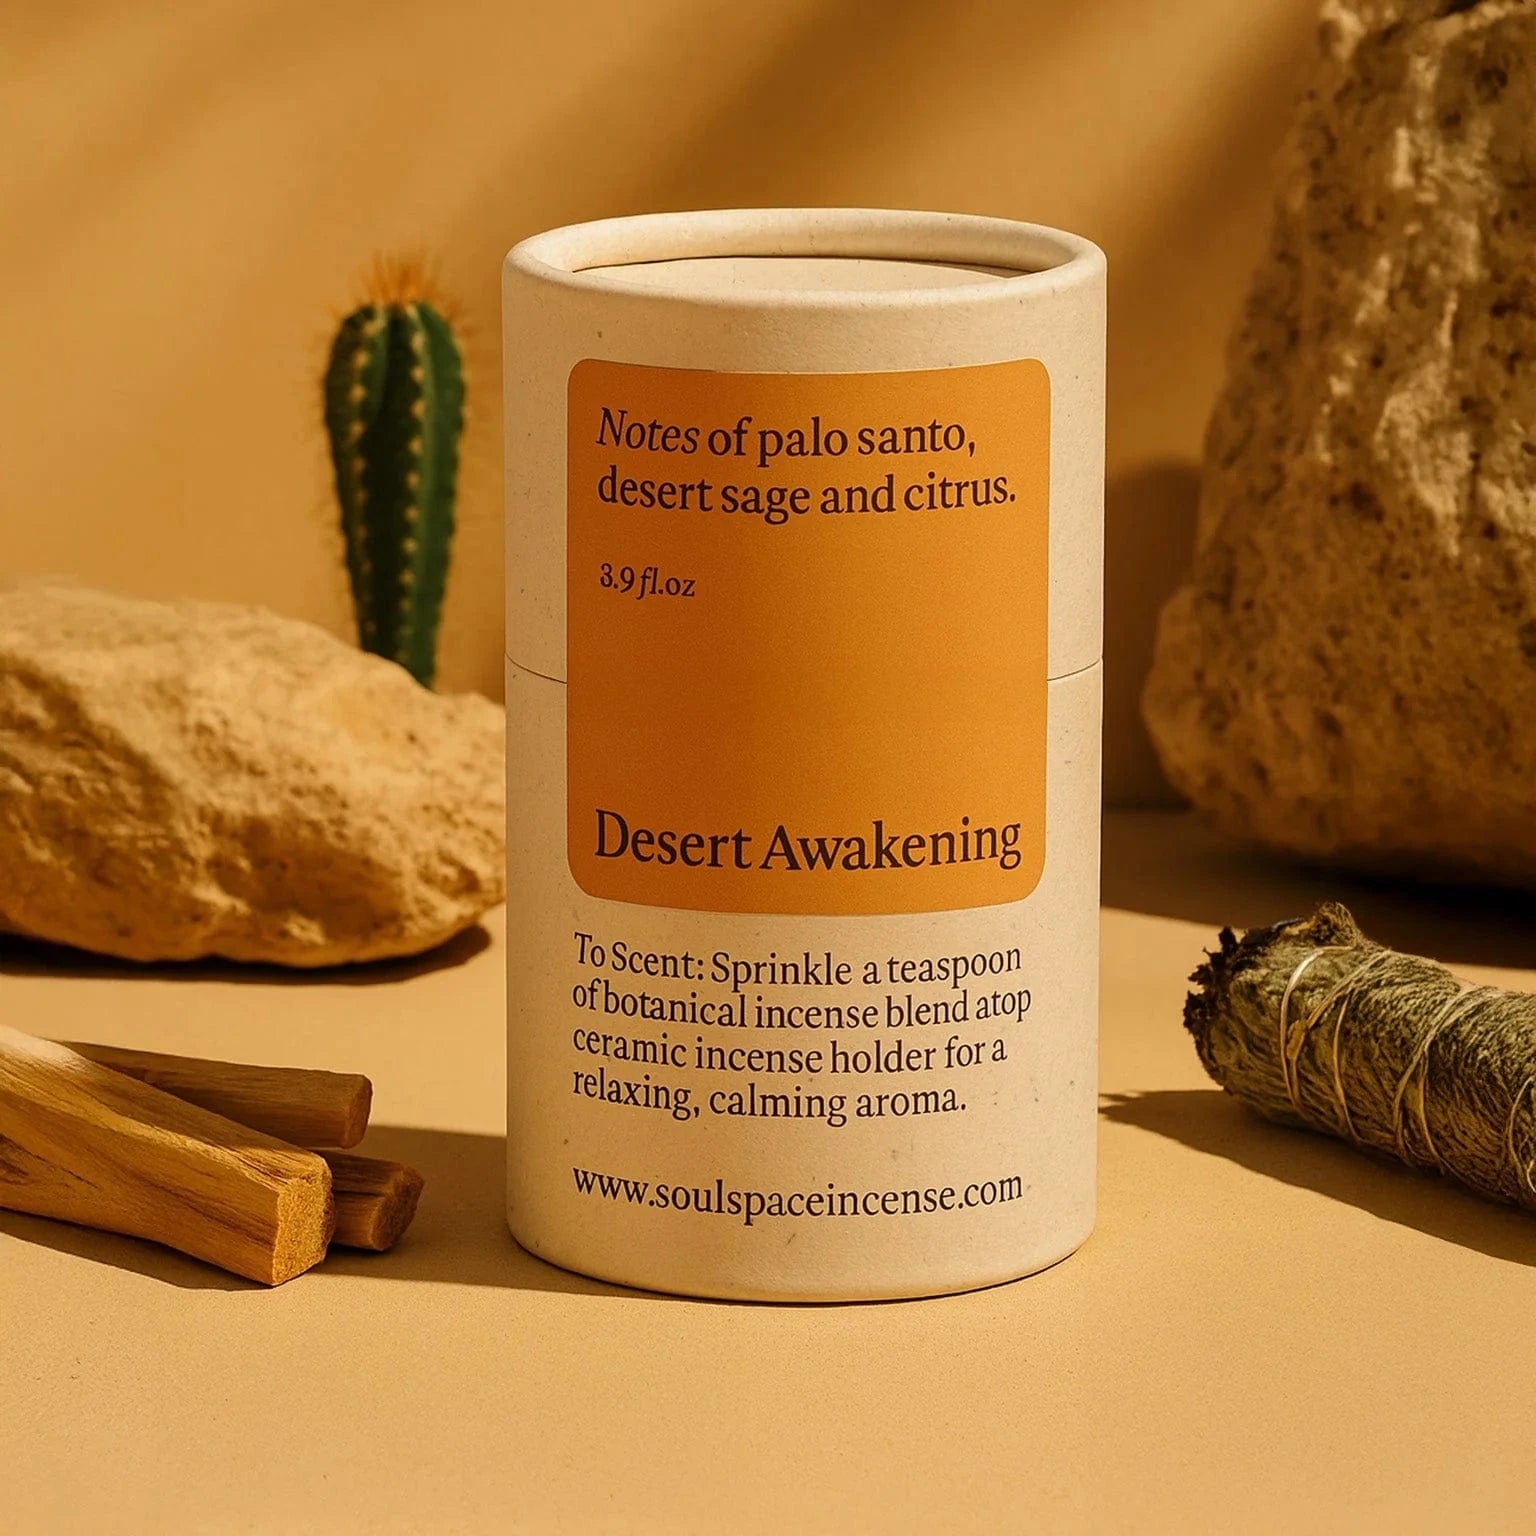 Notes of palo santo,
desert sage and citrus.
3.9 fl.oz
Desert Awakening
To Scent: Sprinkle a teaspoon
of botanical incense blend atop
ceramic incense holder for a
relaxing, calming aroma.
www.soulspaceincense.com